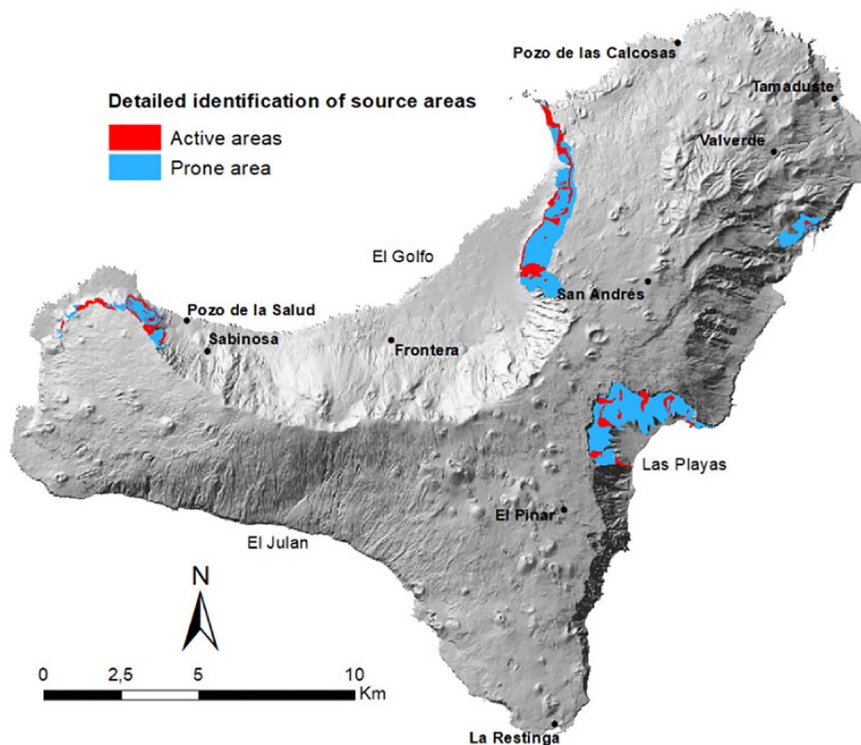 Pozo de las Calcosas
Detailed identification of source areas
Active areas
Prone area
Tamaduste
Valverde
El Golfo
San Andrés
Pozo de la Salud
Sabinosa
Frontera
Las Playas
El Pinar
El Julan
N
0 2,5 5 10
Km
La Restinga